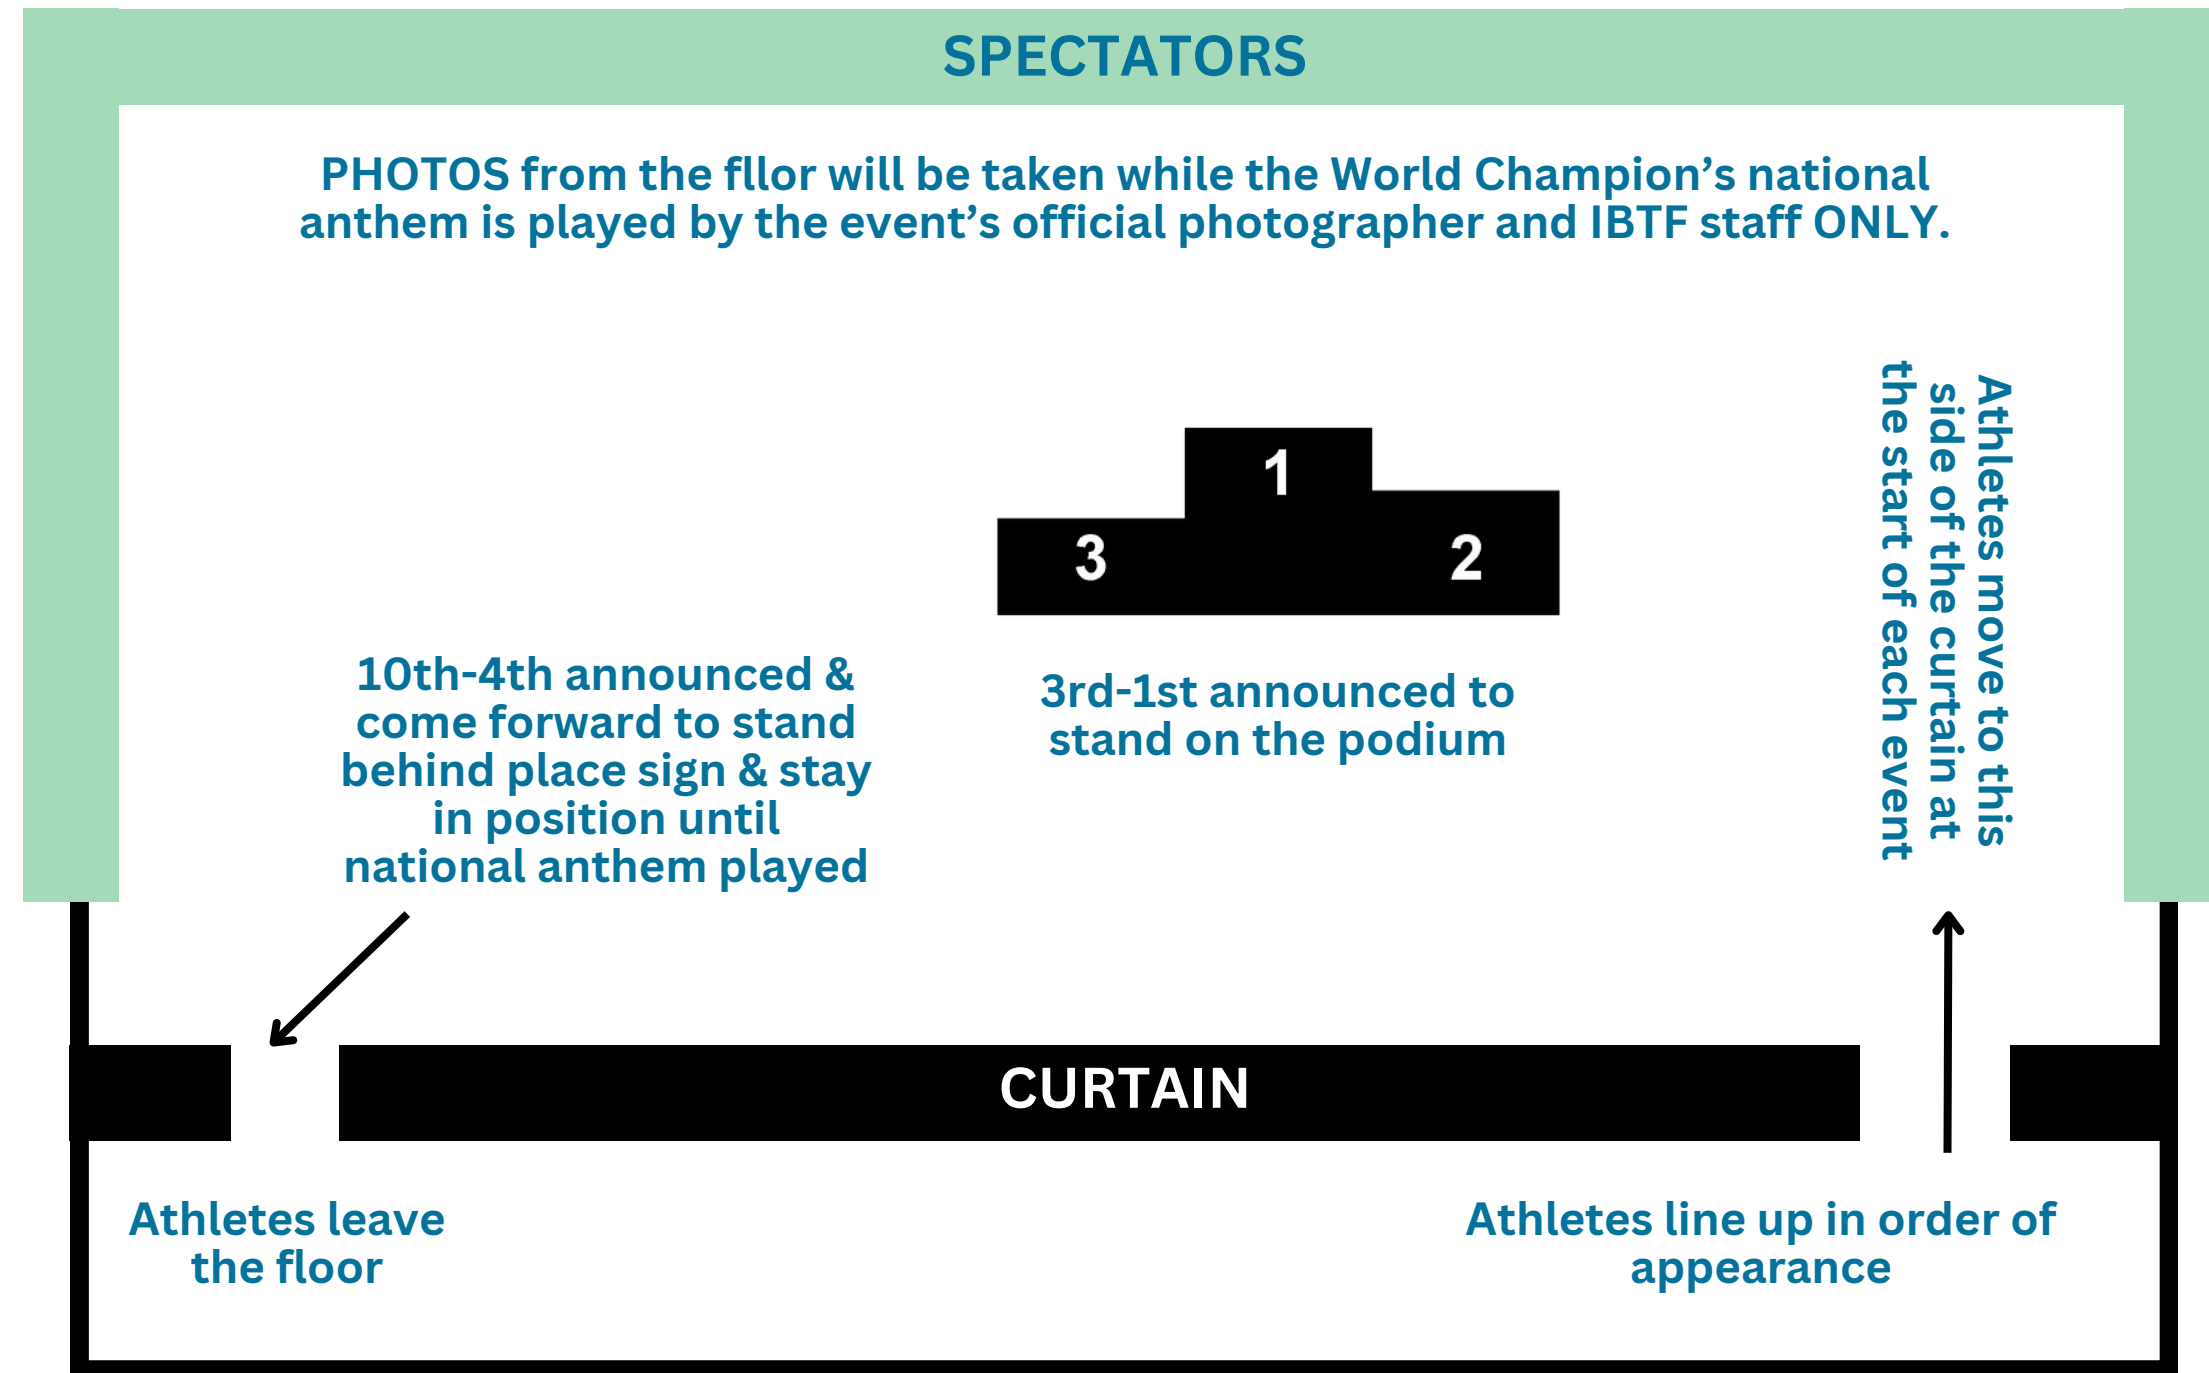 SPECTATORS
PHOTOS from the fllor will be taken while the World Champion’s national
anthem is played by the event’s official photographer and IBTF staff ONLY.
1
3
2
10th-4th announced &
come forward to stand
behind place sign & stay
in position until
national anthem played
3rd-1st announced to
stand on the podium
Athletes move to this
side of the curtain at
the start of each event
CURTAIN
Athletes leave
the floor
Athletes line up in order of
appearance